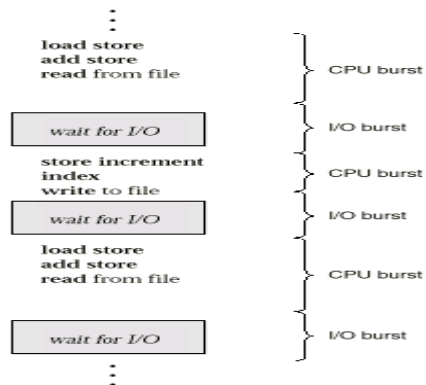 load store
add store
read from file
CPU burst
wait for I/O
I/O burst
store increment
index
write to file
CPU burst
wait for I/O
I/O burst
load store
add store
read from file
CPU burst
wait for I/O
I/O burst